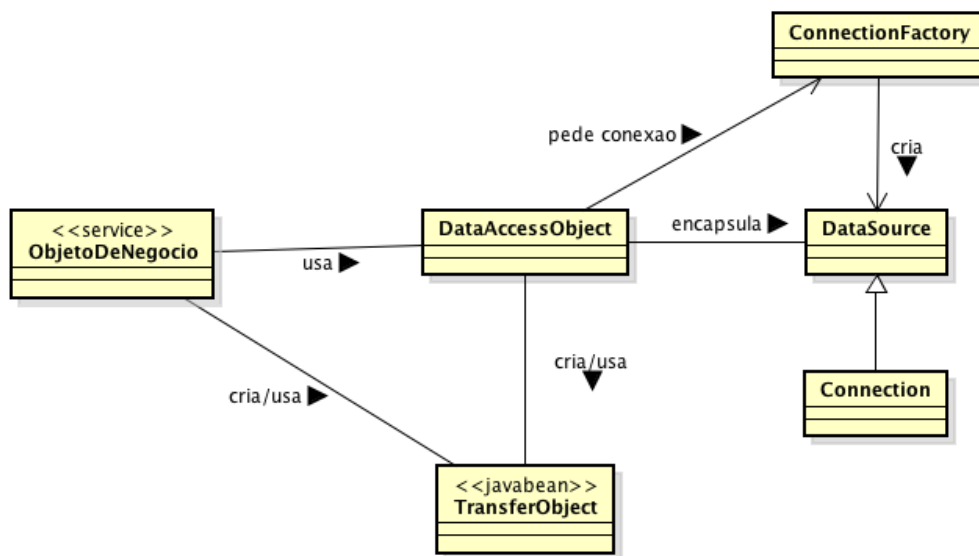 ConnectionFactory
pede conexao
cria
<<service>>
ObjetoDeNegocio
usa
DataAccessObject
encapsula
DataSource
cria/usa
cria/usa
Connection
<<javabean>>
TransferObject